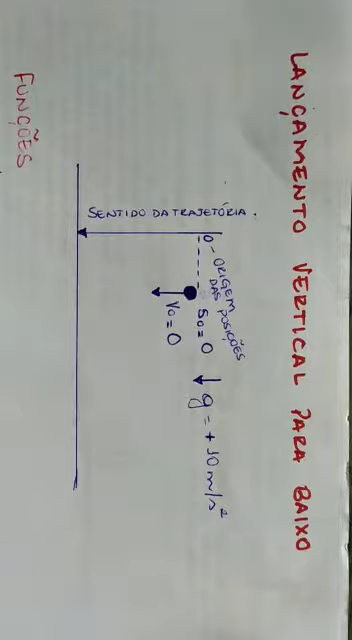 LANÇAMENTO VERTICAL PARA BAIXO
SENTIDO DA TRAJETÓRIA.
0 - ORIGEM
DAS POSIÇÕES
S0 = 0
V0 = 0
g = + 10 m/s²
FUNÇÕES